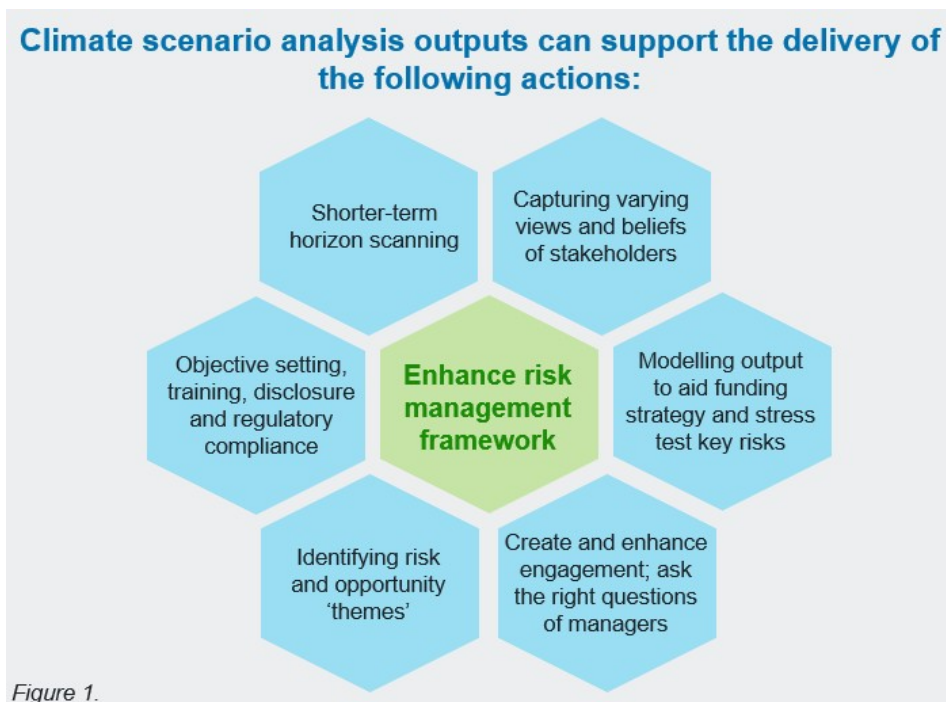 Climate scenario analysis outputs can support the delivery of
the following actions:
Shorter-term
horizon scanning
Capturing varying
views and beliefs
of stakeholders
Objective setting,
training, disclosure
and regulatory
compliance
Enhance risk
management
framework
Modelling output
to aid funding
strategy and stress
test key risks
Identifying risk
and opportunity
‘themes’
Create and enhance
engagement; ask
the right questions
of managers
Figure 1.